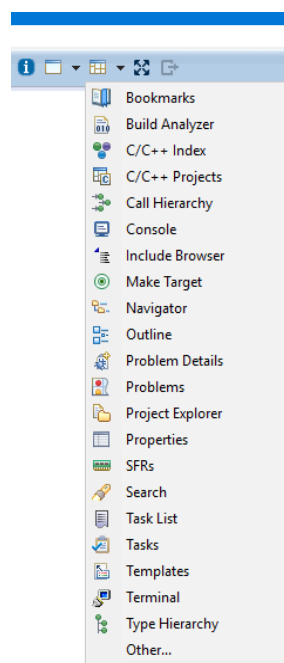 Bookmarks
Build Analyzer
C/C++ Index
C/C++ Projects
Call Hierarchy
Console
Include Browser
Make Target
Navigator
Outline
Problem Details
Problems
Project Explorer
Properties
SFRs
Search
Task List
Tasks
Templates
Terminal
Type Hierarchy
Other...